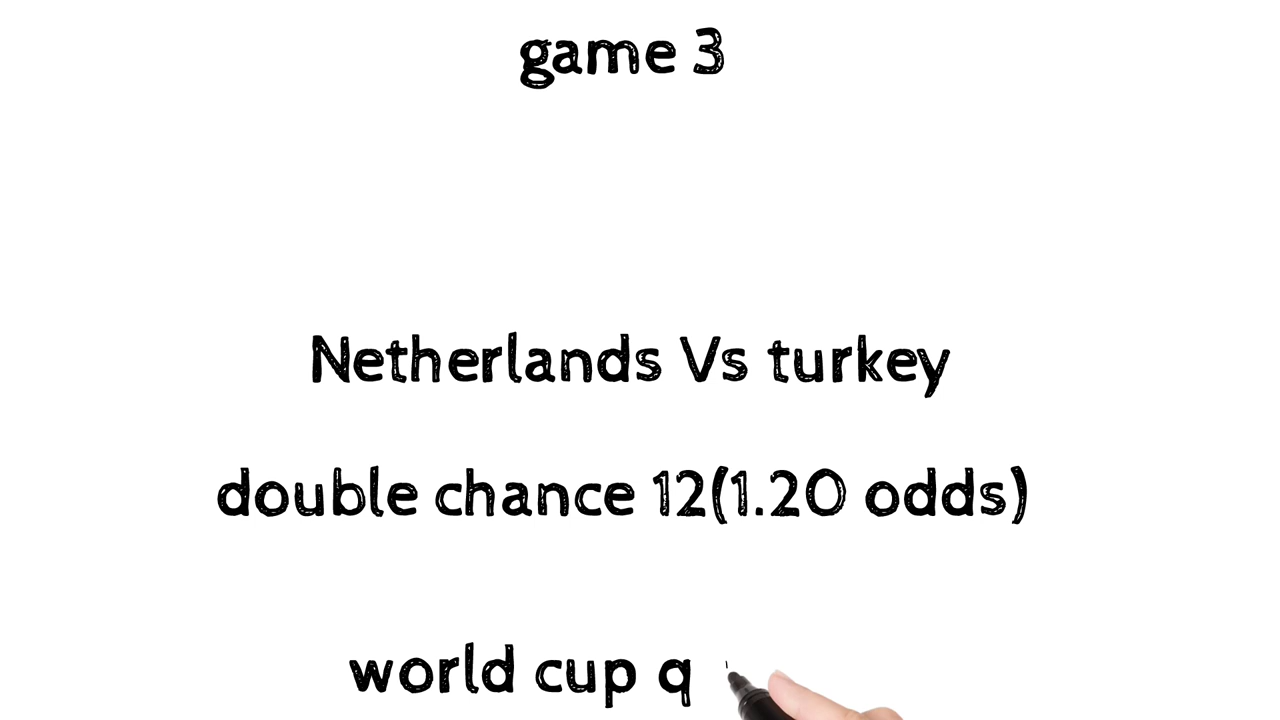 game 3
Netherlands Vs turkey
double chance 12(1.20 odds)
world cup q